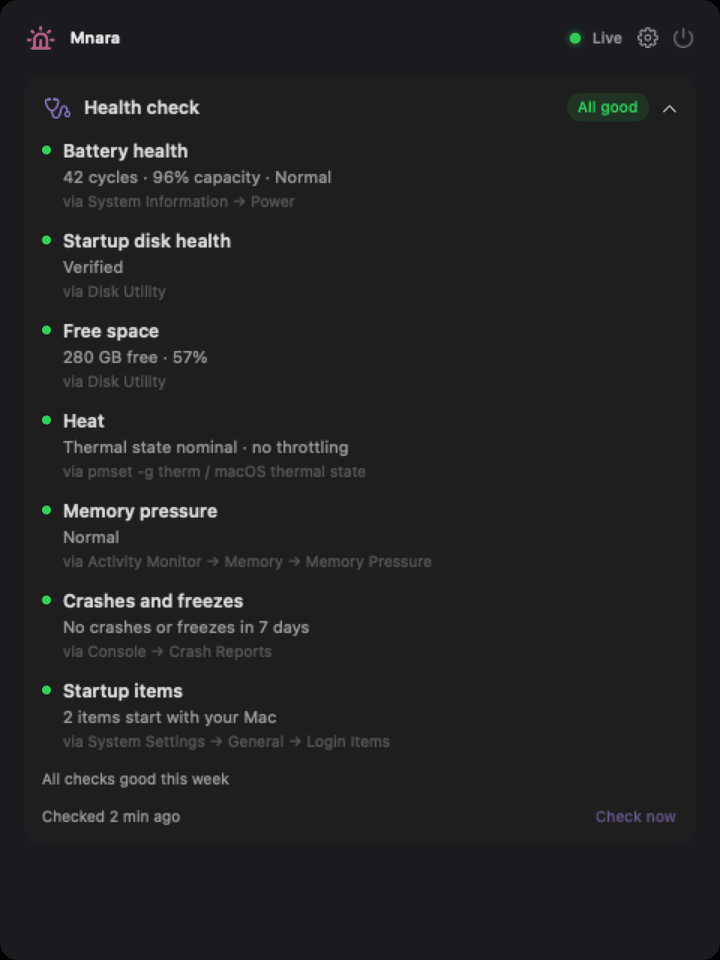 Mnara
Live
Health check
All good
Battery health
42 cycles · 96% capacity · Normal
via System Information → Power
Startup disk health
Verified
via Disk Utility
Free space
280 GB free · 57%
via Disk Utility
Heat
Thermal state nominal · no throttling
via pmset -g therm / macOS thermal state
Memory pressure
Normal
via Activity Monitor → Memory → Memory Pressure
Crashes and freezes
No crashes or freezes in 7 days
via Console → Crash Reports
Startup items
2 items start with your Mac
via System Settings → General → Login Items
All checks good this week
Checked 2 min ago
Check now